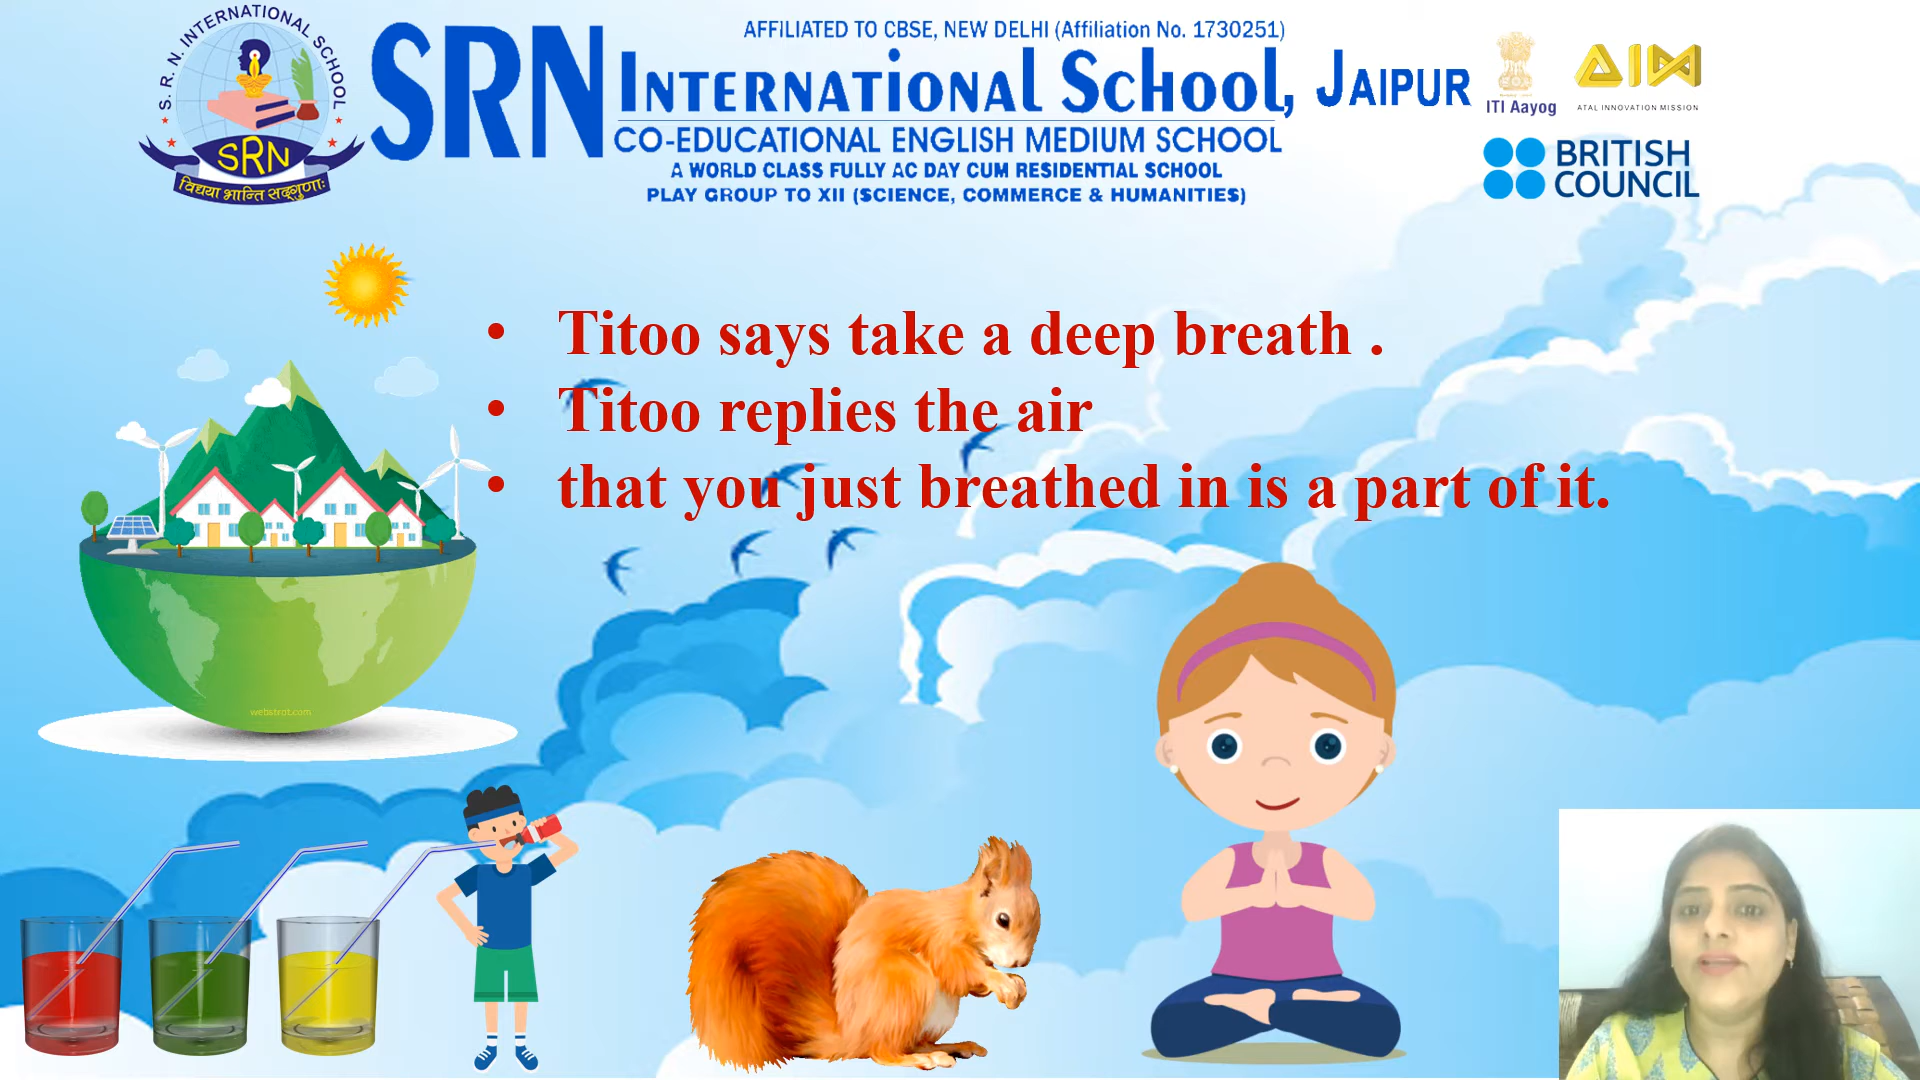 S. R. N. INTERNATIONAL SCHOOL
SRN
विद्यया भान्ति सद्गुणाः
AFFILIATED TO CBSE, NEW DELHI (Affiliation No. 1730251)
SRN INTERNATIONAL SCHOOL, JAIPUR
CO-EDUCATIONAL ENGLISH MEDIUM SCHOOL
A WORLD CLASS FULLY AC DAY CUM RESIDENTIAL SCHOOL
PLAY GROUP TO XII (SCIENCE, COMMERCE & HUMANITIES)
ITI Aayog
AIM
ATAL INNOVATION MISSION
BRITISH
COUNCIL
• Titoo says take a deep breath .
• Titoo replies the air
• that you just breathed in is a part of it.
webstrot.com